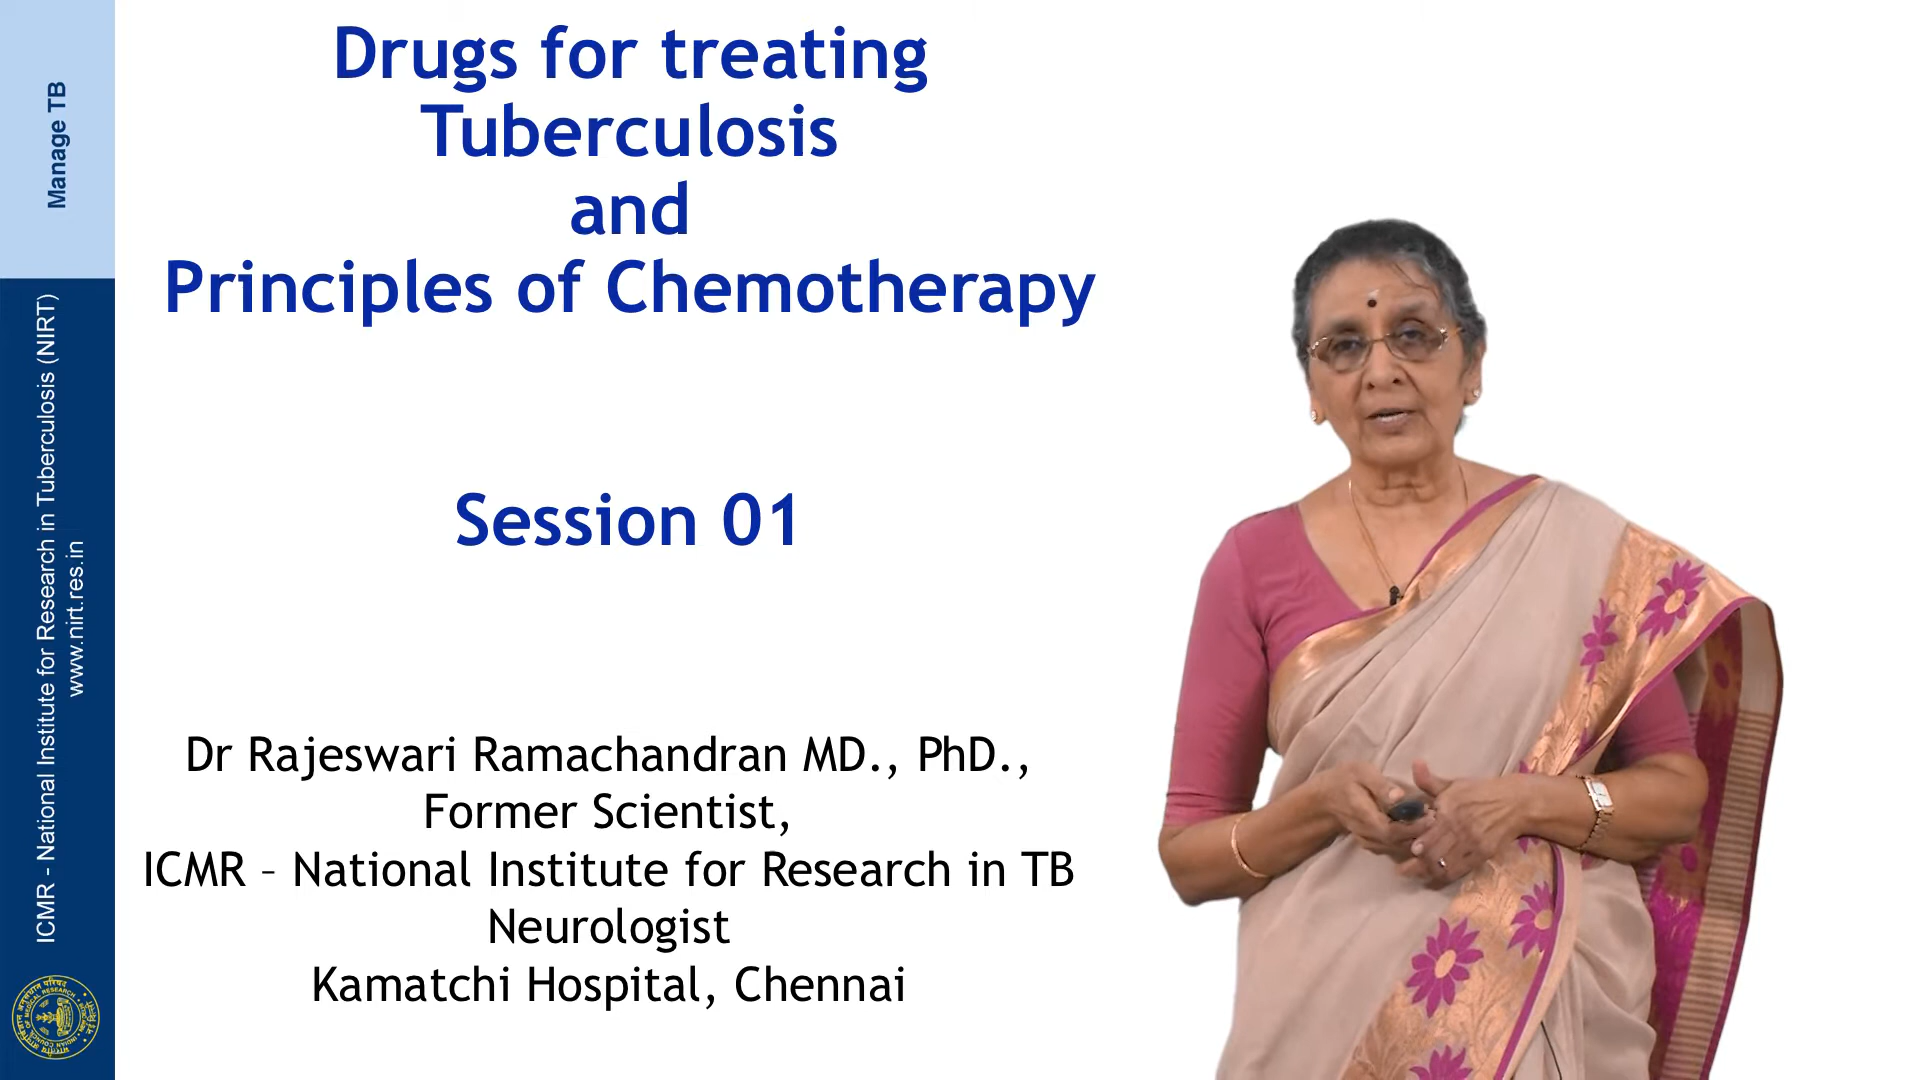 Drugs for treating
Tuberculosis
and
Principles of Chemotherapy
Session 01
Dr Rajeswari Ramachandran MD., PhD.,
Former Scientist,
ICMR – National Institute for Research in TB
Neurologist
Kamatchi Hospital, Chennai
Manage TB
ICMR - National Institute for Research in Tuberculosis (NIRT)
www.nirt.res.in